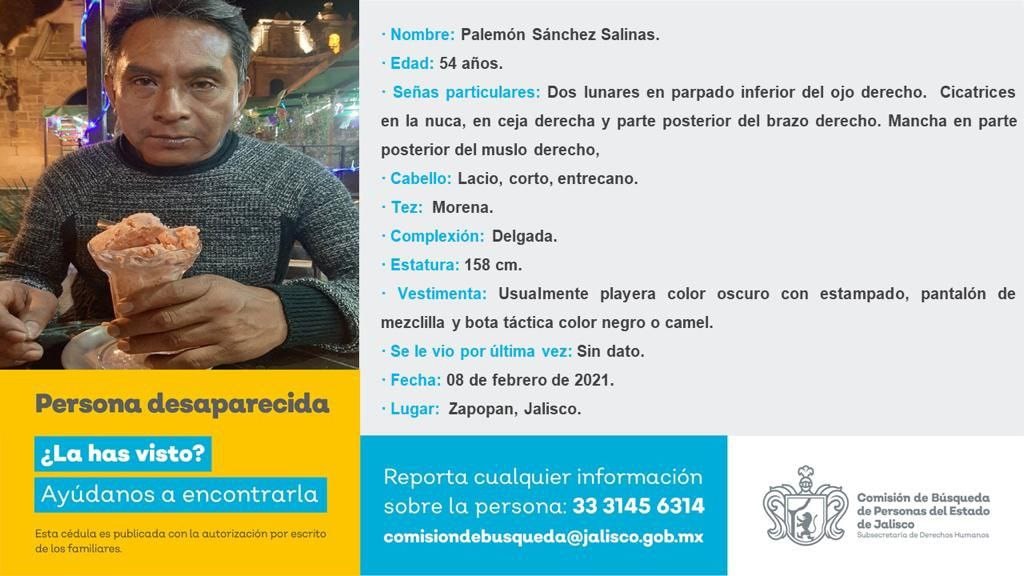 · Nombre: Palemón Sánchez Salinas.
· Edad: 54 años.
· Señas particulares: Dos lunares en parpado inferior del ojo derecho. Cicatrices
en la nuca, en ceja derecha y parte posterior del brazo derecho. Mancha en parte
posterior del muslo derecho,
· Cabello: Lacio, corto, entrecano.
· Tez: Morena.
· Complexión: Delgada.
· Estatura: 158 cm.
· Vestimenta: Usualmente playera color oscuro con estampado, pantalón de
mezclilla y bota táctica color negro o camel.
· Se le vio por última vez: Sin dato.
· Fecha: 08 de febrero de 2021.
· Lugar: Zapopan, Jalisco.
Persona desaparecida
¿La has visto?
Ayúdanos a encontrarla
Esta cédula es publicada con la autorización por escrito
de los familiares.
Reporta cualquier información
sobre la persona: 33 3145 6314
comisiondebusqueda@jalisco.gob.mx
Comisión de Búsqueda
de Personas del Estado
de Jalisco
Subsecretaría de Derechos Humanos